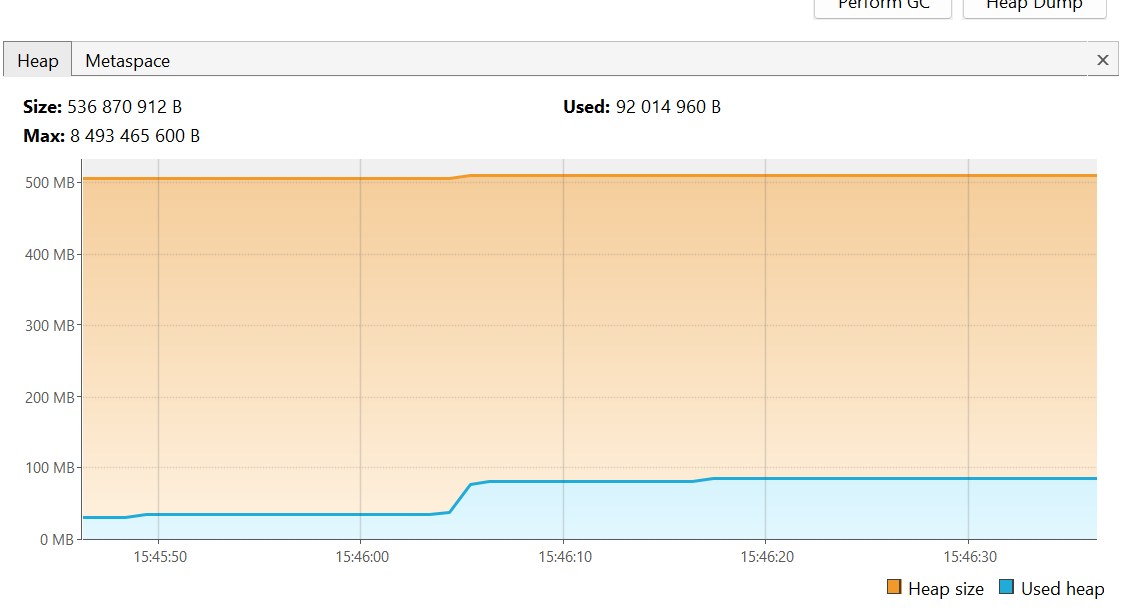 Perform GC Heap Dump
Heap Metaspace
Size: 536 870 912 B Used: 92 014 960 B
Max: 8 493 465 600 B
500 MB
400 MB
300 MB
200 MB
100 MB
0 MB
15:45:50 15:46:00 15:46:10 15:46:20 15:46:30
Heap size Used heap